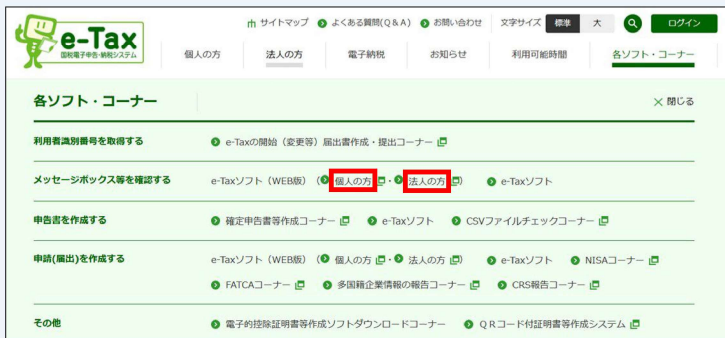 サイトマップ よくある質問(Q&A) お問い合わせ 文字サイズ 標準 大 ログイン
e-Tax
国税電子申告・納税システム
個人の方 法人の方 電子納税 お知らせ 利用可能時間 各ソフト・コーナー
各ソフト・コーナー 閉じる
利用者識別番号を取得する e-Taxの開始(変更等)届出書作成・提出コーナー
メッセージボックス等を確認する e-Taxソフト(WEB版)( 個人の方 ・ 法人の方 ) e-Taxソフト
申告書を作成する 確定申告書等作成コーナー e-Taxソフト CSVファイルチェックコーナー
申請(届出)を作成する e-Taxソフト(WEB版)( 個人の方 ・ 法人の方 ) e-Taxソフト NISAコーナー
FATCAコーナー 多国籍企業情報の報告コーナー CRS報告コーナー
その他 電子的控除証明書等作成ソフトダウンロードコーナー QRコード付証明書等作成システム